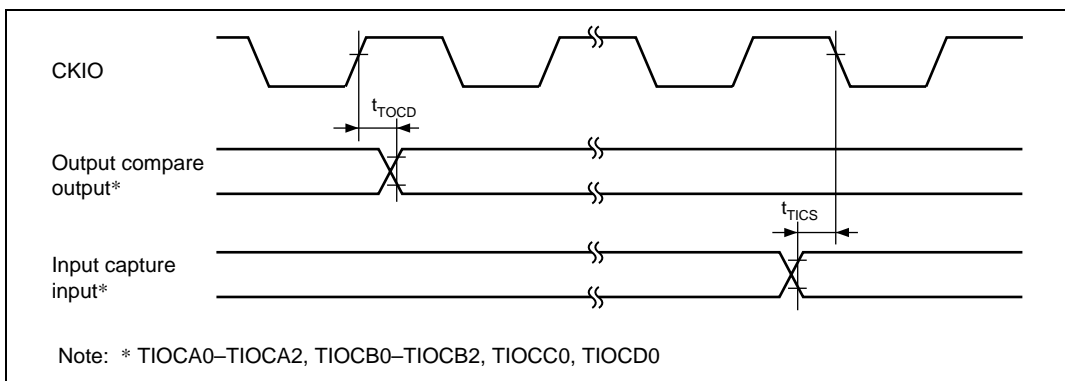 CKIO
tTOCD
Output compare
output*
tTICS
Input capture
input*
Note: * TIOCA0–TIOCA2, TIOCB0–TIOCB2, TIOCC0, TIOCD0